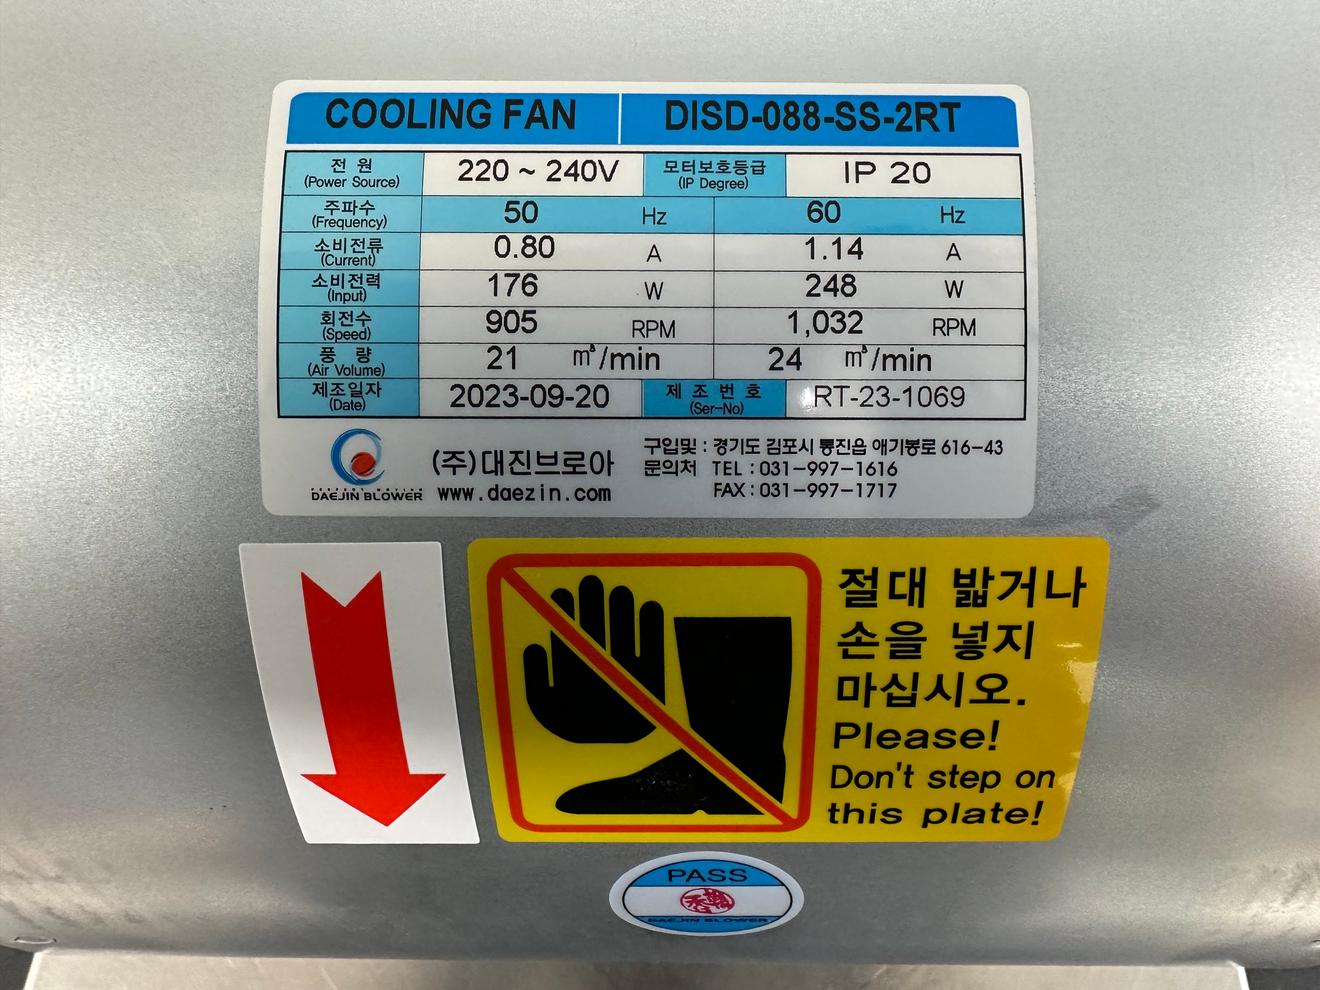 COOLING FAN DISD-088-SS-2RT
전 원 (Power Source) 220 ~ 240V 모터보호등급 (IP Degree) IP 20
주파수 (Frequency) 50 Hz 60 Hz
소비전류 (Current) 0.80 A 1.14 A
소비전력 (Input) 176 W 248 W
회전수 (Speed) 905 RPM 1,032 RPM
풍 량 (Air Volume) 21 m³/min 24 m³/min
제조일자 (Date) 2023-09-20 제 조 번 호 (Ser-No) RT-23-1069
PERFECT MOTION
DAEJIN BLOWER
(주)대진브로아
www.daezin.com
구입및 : 경기도 김포시 통진읍 애기봉로 616-43
문의처 TEL : 031-997-1616
FAX : 031-997-1717
절대 밟거나
손을 넣지
마십시오.
Please!
Don't step on
this plate!
PASS
DAEJIN BLOWER